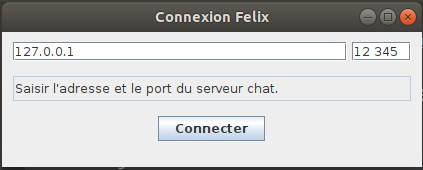 Connexion Felix
127.0.0.1 12 345
Saisir l'adresse et le port du serveur chat.
Connecter